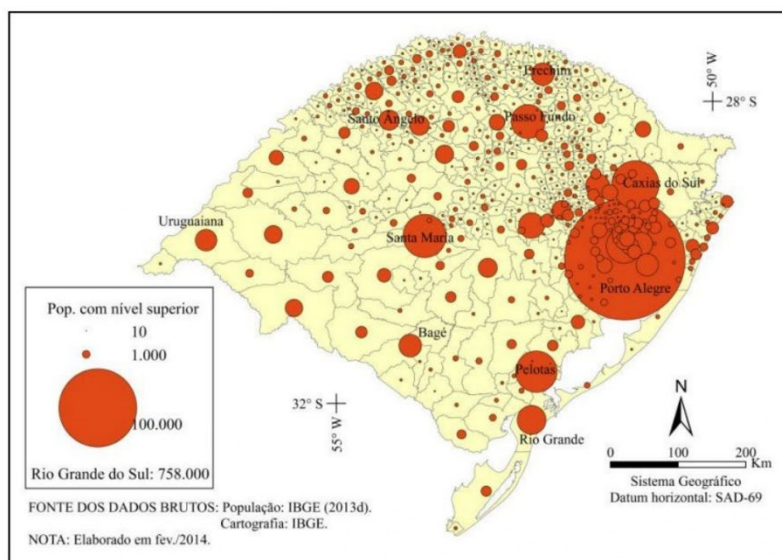 Erechim
50° W
28° S
Santo Ângelo
Passo Fundo
Caxias do Sul
Uruguaiana
Santa Maria
Porto Alegre
Pop. com nível superior
10
1.000
100.000
Rio Grande do Sul: 758.000
Bagé
Pelotas
32° S
55° W
Rio Grande
N
0 100 200
Km
Sistema Geográfico
Datum horizontal: SAD-69
FONTE DOS DADOS BRUTOS: População: IBGE (2013d).
Cartografia: IBGE.
NOTA: Elaborado em fev./2014.